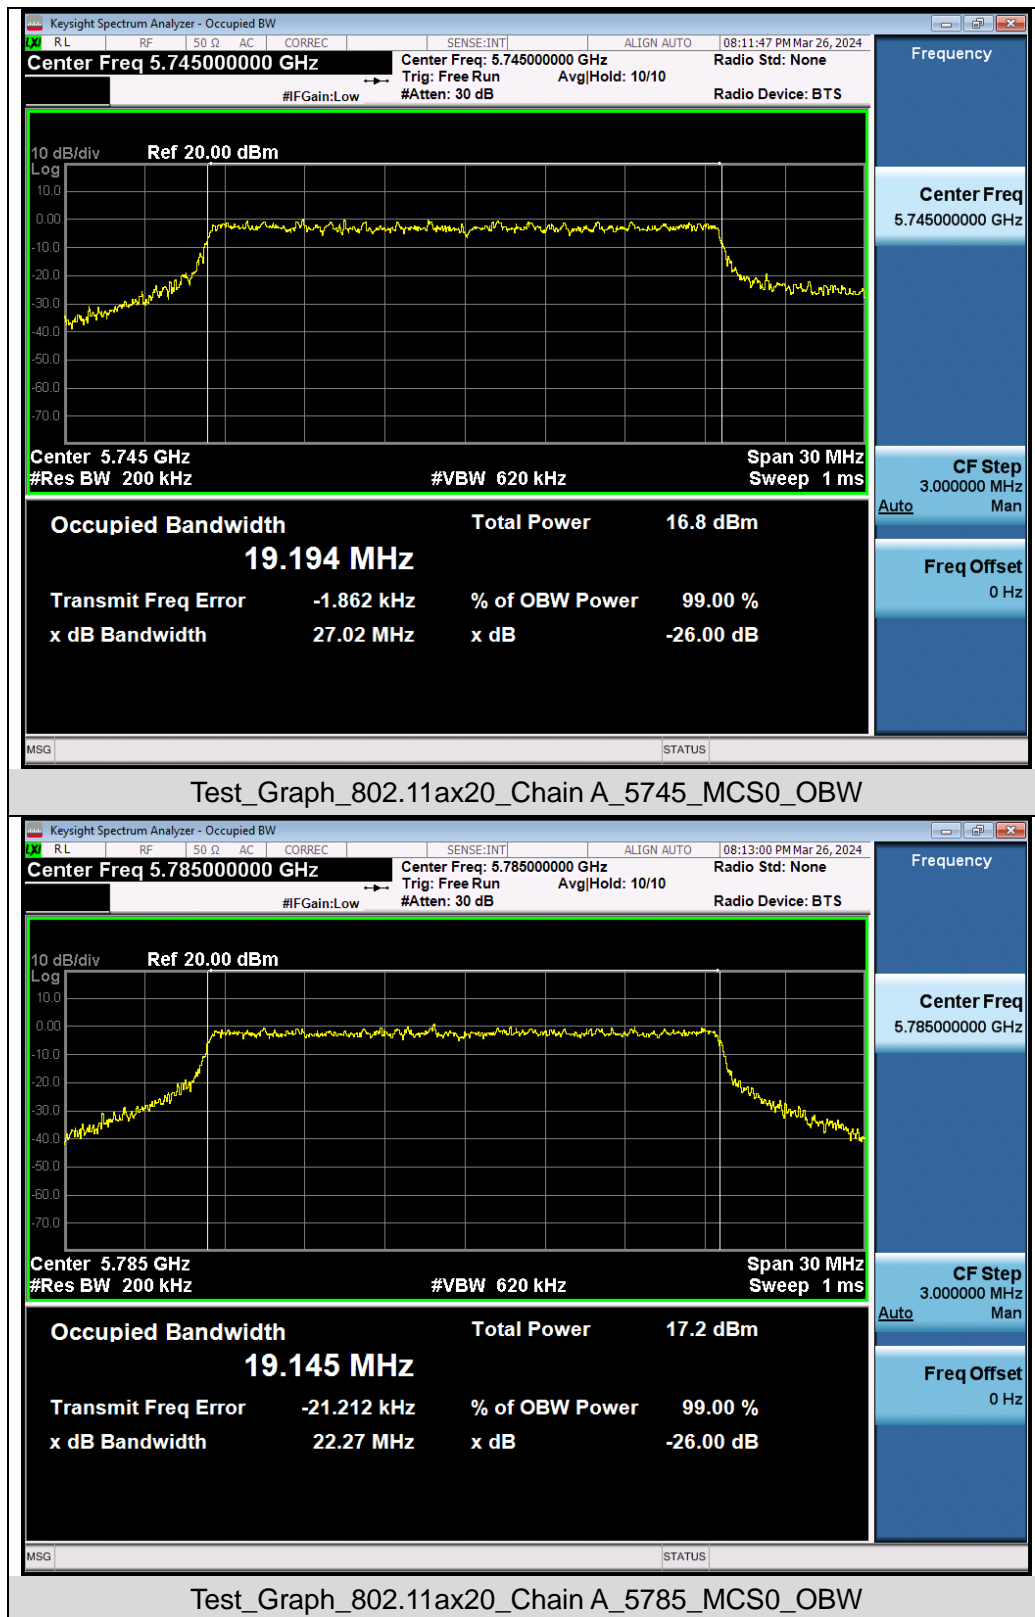 Keysight Spectrum Analyzer - Occupied BW
LXI RL RF 50 Ω AC CORREC SENSE:INT ALIGN AUTO 08:11:47 PM Mar 26, 2024
Center Freq 5.745000000 GHz Center Freq: 5.745000000 GHz Radio Std: None Frequency
Trig: Free Run Avg|Hold: 10/10
#IFGain:Low #Atten: 30 dB Radio Device: BTS
10 dB/div Ref 20.00 dBm
Log
10.0
0.00
-10.0
-20.0
-30.0
-40.0
-50.0
-60.0
-70.0
Center Freq
5.745000000 GHz
Center 5.745 GHz Span 30 MHz
#Res BW 200 kHz #VBW 620 kHz Sweep 1 ms
CF Step
3.000000 MHz
Auto Man
Occupied Bandwidth Total Power 16.8 dBm
19.194 MHz
Freq Offset
0 Hz
Transmit Freq Error -1.862 kHz % of OBW Power 99.00 %
x dB Bandwidth 27.02 MHz x dB -26.00 dB
MSG STATUS
Test_Graph_802.11ax20_Chain A_5745_MCS0_OBW
Keysight Spectrum Analyzer - Occupied BW
LXI RL RF 50 Ω AC CORREC SENSE:INT ALIGN AUTO 08:13:00 PM Mar 26, 2024
Center Freq 5.785000000 GHz Center Freq: 5.785000000 GHz Radio Std: None Frequency
Trig: Free Run Avg|Hold: 10/10
#IFGain:Low #Atten: 30 dB Radio Device: BTS
10 dB/div Ref 20.00 dBm
Log
10.0
0.00
-10.0
-20.0
-30.0
-40.0
-50.0
-60.0
-70.0
Center Freq
5.785000000 GHz
Center 5.785 GHz Span 30 MHz
#Res BW 200 kHz #VBW 620 kHz Sweep 1 ms
CF Step
3.000000 MHz
Auto Man
Occupied Bandwidth Total Power 17.2 dBm
19.145 MHz
Freq Offset
0 Hz
Transmit Freq Error -21.212 kHz % of OBW Power 99.00 %
x dB Bandwidth 22.27 MHz x dB -26.00 dB
MSG STATUS
Test_Graph_802.11ax20_Chain A_5785_MCS0_OBW